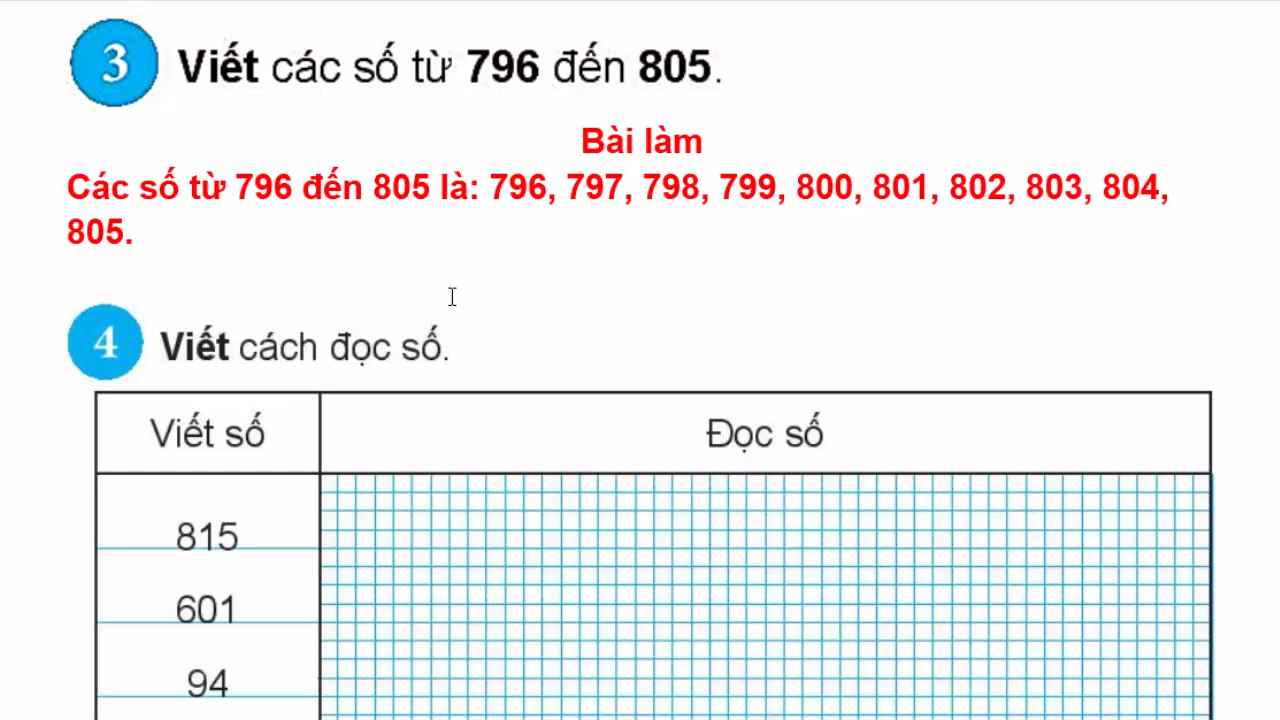 3 Viết các số từ 796 đến 805.
Bài làm
Các số từ 796 đến 805 là: 796, 797, 798, 799, 800, 801, 802, 803, 804,
805.
4 Viết cách đọc số.
Viết số Đọc số
815
601
94